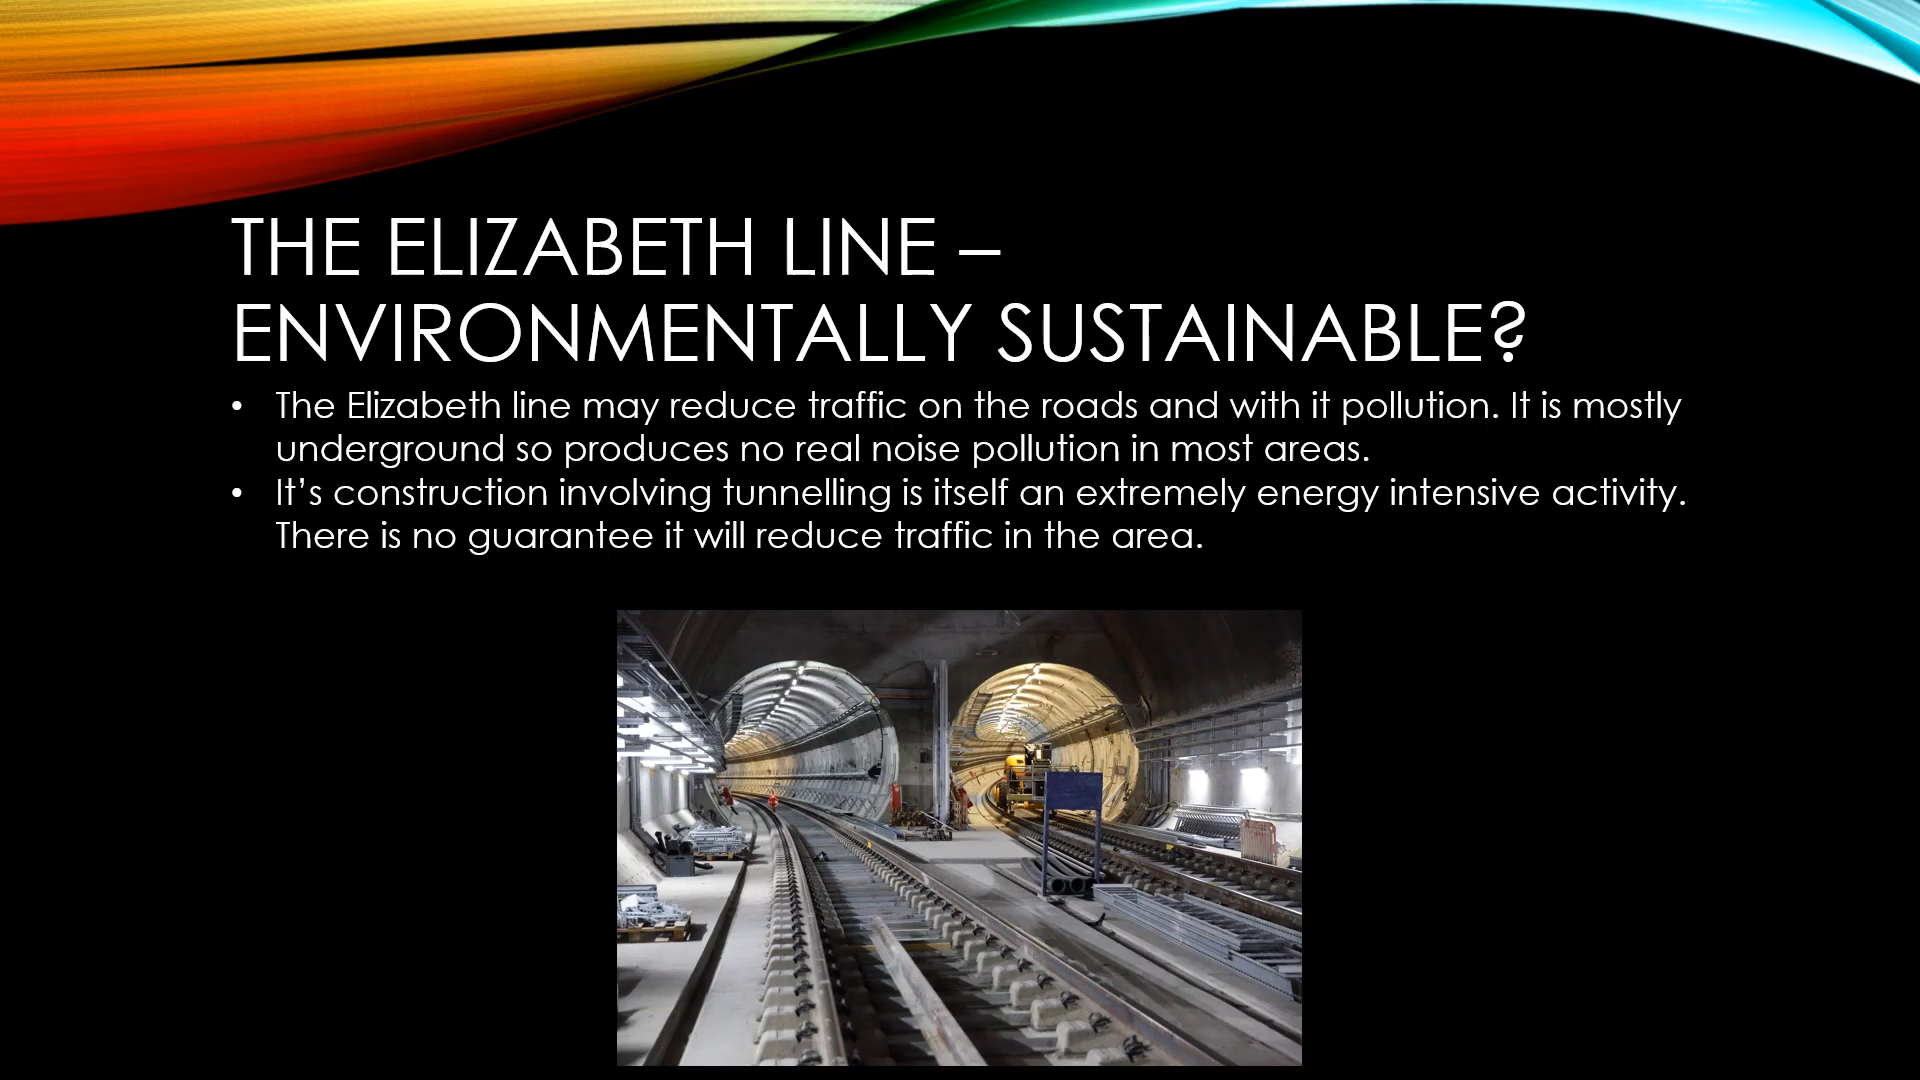 THE ELIZABETH LINE –
ENVIRONMENTALLY SUSTAINABLE?
• The Elizabeth line may reduce traffic on the roads and with it pollution. It is mostly
underground so produces no real noise pollution in most areas.
• It’s construction involving tunnelling is itself an extremely energy intensive activity.
There is no guarantee it will reduce traffic in the area.